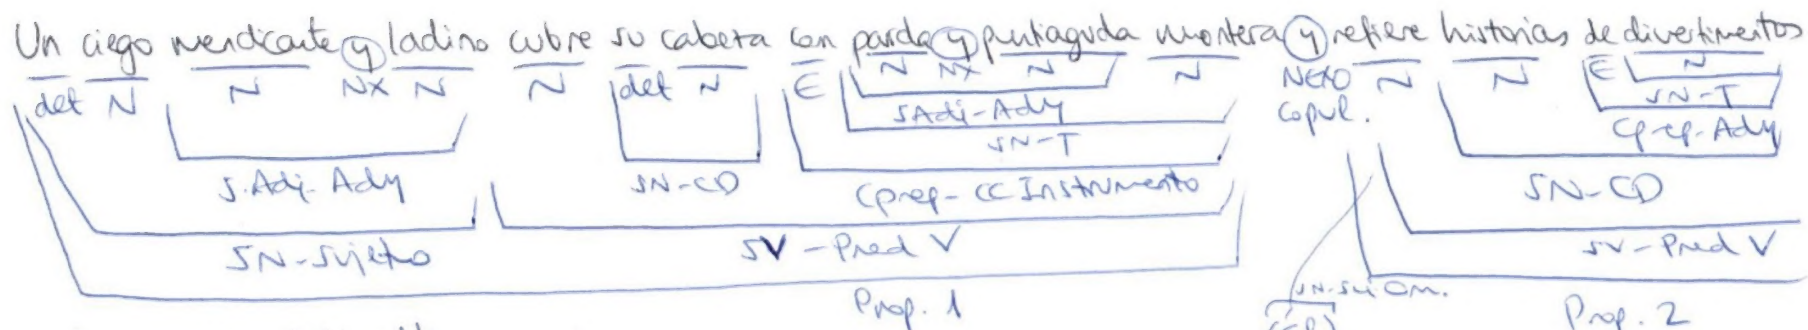 Un ciego mendicante y ladino cubre su cabeza con parda y puntiaguda montera y refiere historias de divertimentos
det N N NX N N det N E N NX N N NEXO N N E N
S.Adj-Ady SN-CD SAdj-Ady SN-T copul. SN-T
Cprep-CC Instrumento Cprep-Ady
SN-Sujeto SV-Pred V SN-CD
SV-Pred V
Prop. 1 SN-Suj Om. Prop. 2